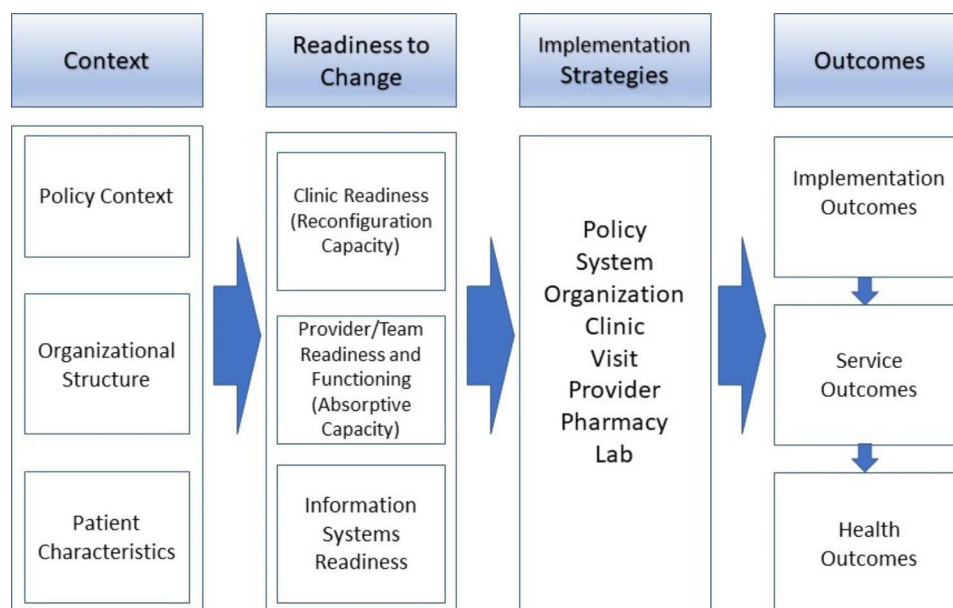 Context
Readiness to
Change
Implementation
Strategies
Outcomes
Policy Context
Organizational
Structure
Patient
Characteristics
Clinic Readiness
(Reconfiguration
Capacity)
Provider/Team
Readiness and
Functioning
(Absorptive
Capacity)
Information
Systems
Readiness
Policy
System
Organization
Clinic
Visit
Provider
Pharmacy
Lab
Implementation
Outcomes
Service
Outcomes
Health
Outcomes